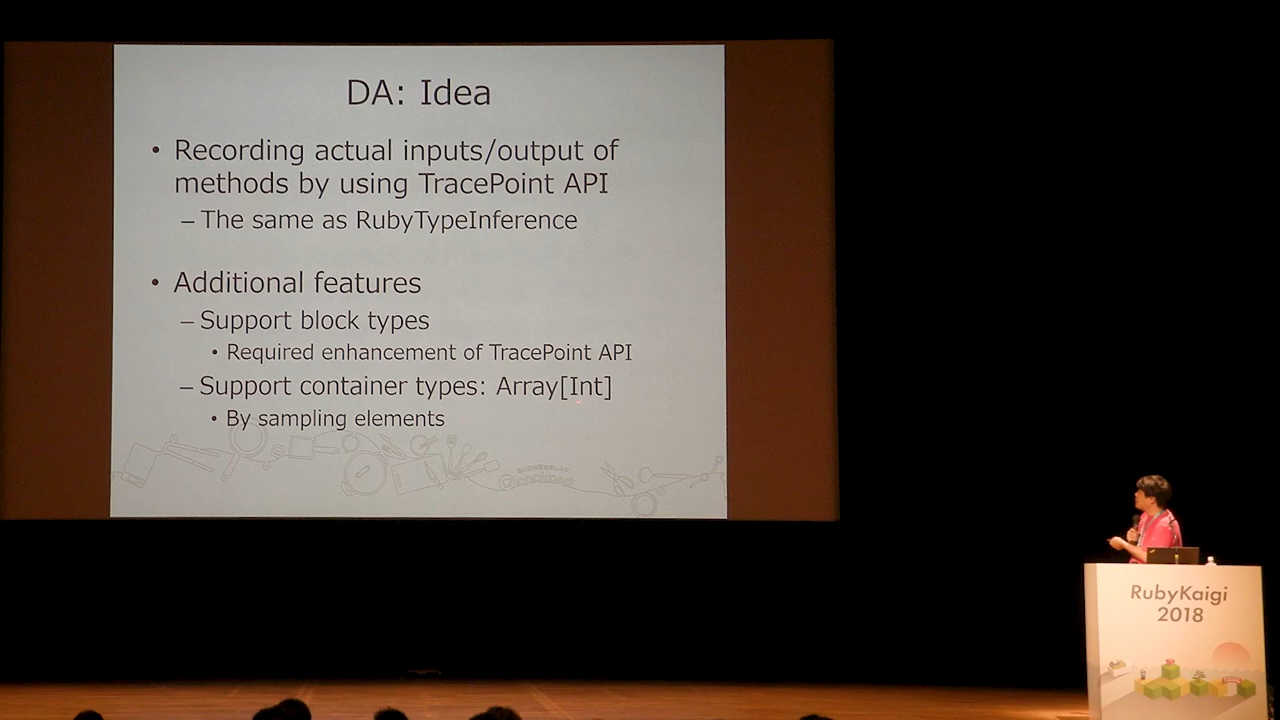 DA: Idea
• Recording actual inputs/output of
methods by using TracePoint API
– The same as RubyTypeInference
• Additional features
– Support block types
• Required enhancement of TracePoint API
– Support container types: Array[Int]
• By sampling elements
cookpad
RubyKaigi
2018